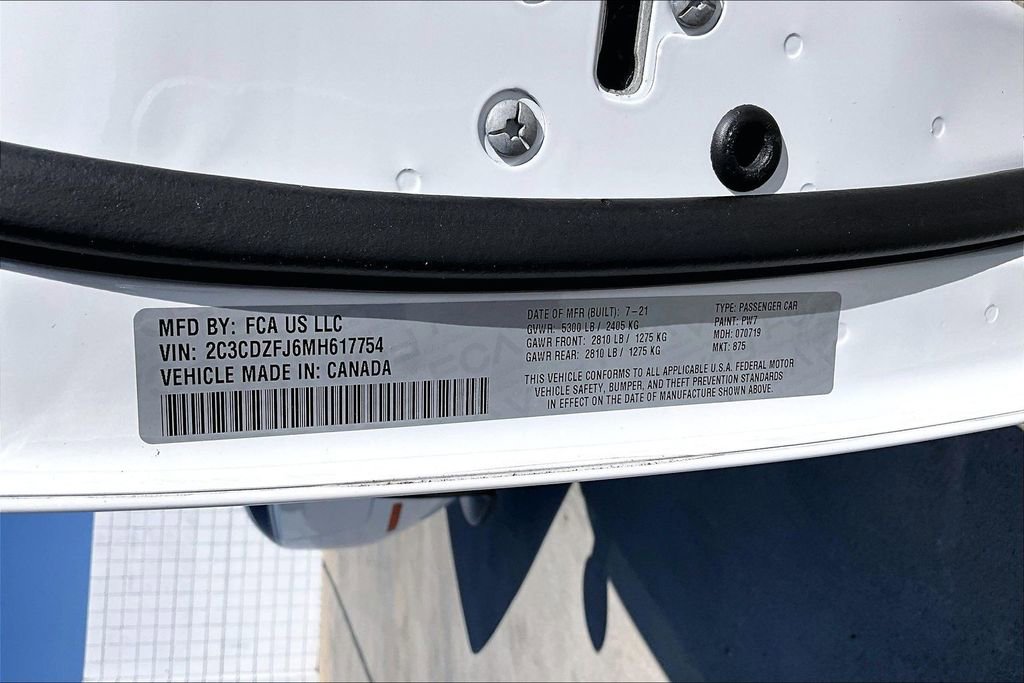 MFD BY: FCA US LLC
VIN: 2C3CDZFJ6MH617754
VEHICLE MADE IN: CANADA
DATE OF MFR (BUILT): 7-21
GVWR: 5300 LB / 2405 KG
GAWR FRONT: 2810 LB / 1275 KG
GAWR REAR: 2810 LB / 1275 KG
TYPE: PASSENGER CAR
PAINT: PW7
MDH: 070719
MKT: 875
THIS VEHICLE CONFORMS TO ALL APPLICABLE U.S.A. FEDERAL MOTOR
VEHICLE SAFETY, BUMPER, AND THEFT PREVENTION STANDARDS
IN EFFECT ON THE DATE OF MANUFACTURE SHOWN ABOVE.